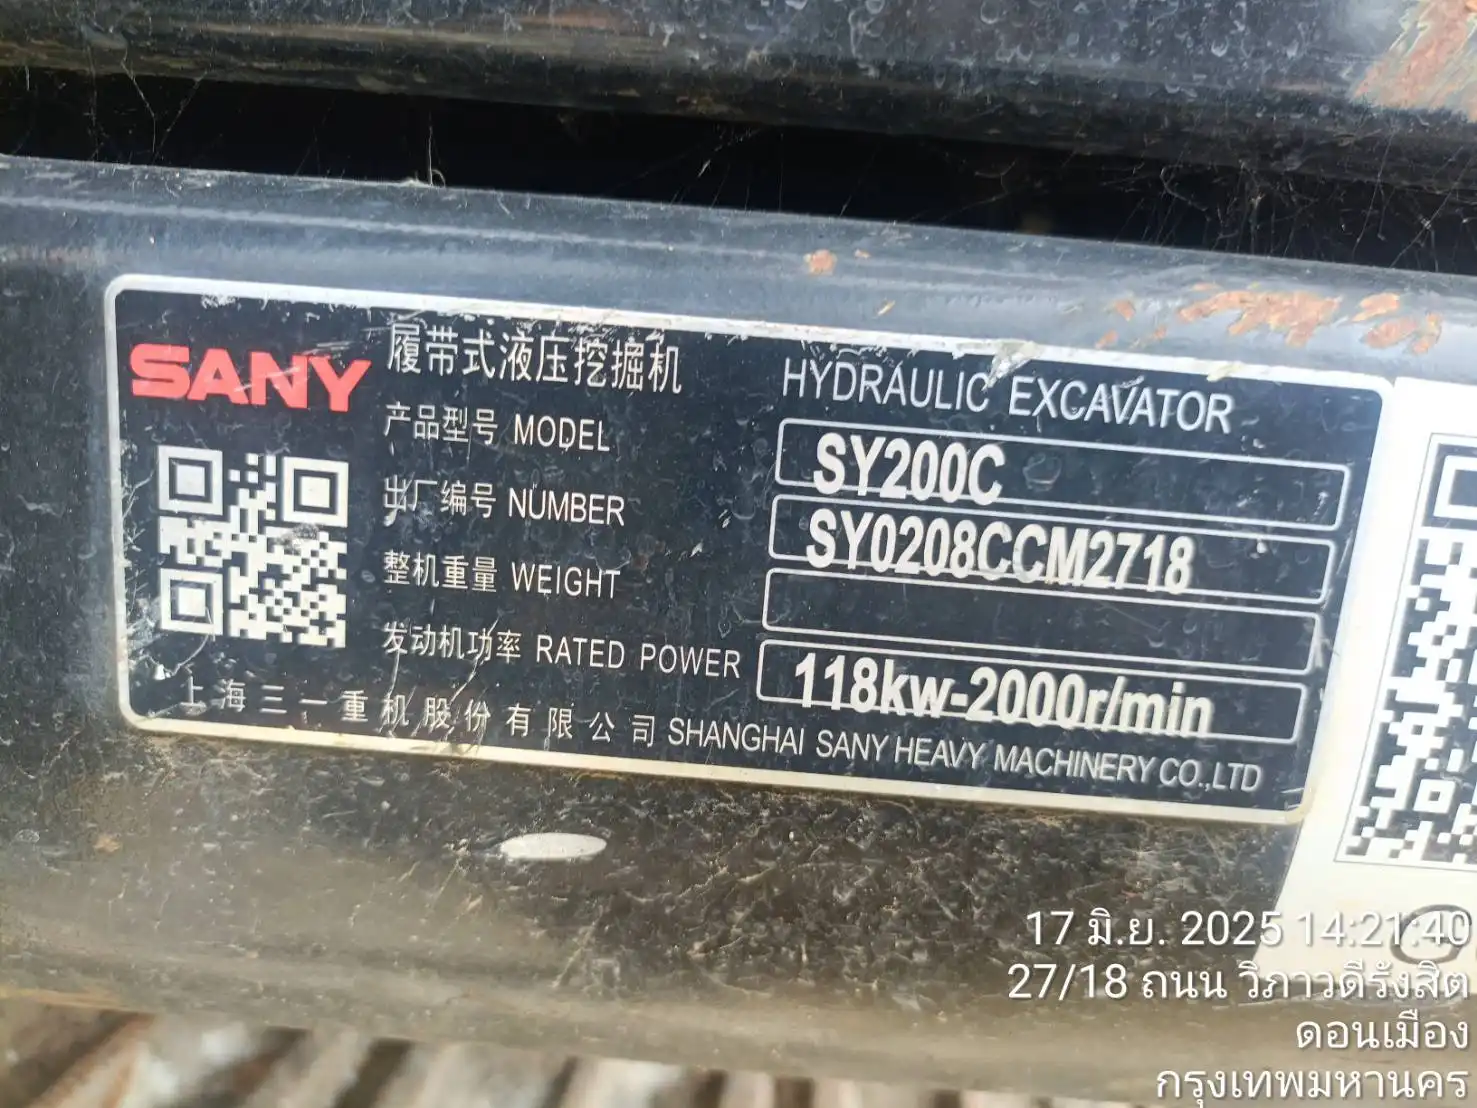 SANY
履带式液压挖掘机 HYDRAULIC EXCAVATOR
产品型号 MODEL SY200C
出厂编号 NUMBER SY0208CCM2718
整机重量 WEIGHT
发动机功率 RATED POWER 118kw-2000r/min
上海三一重机股份有限公司 SHANGHAI SANY HEAVY MACHINERY CO.,LTD
17 มิ.ย. 2025 14:21:40
27/18 ถนน วิภาวดีรังสิต
ดอนเมือง
กรุงเทพมหานคร